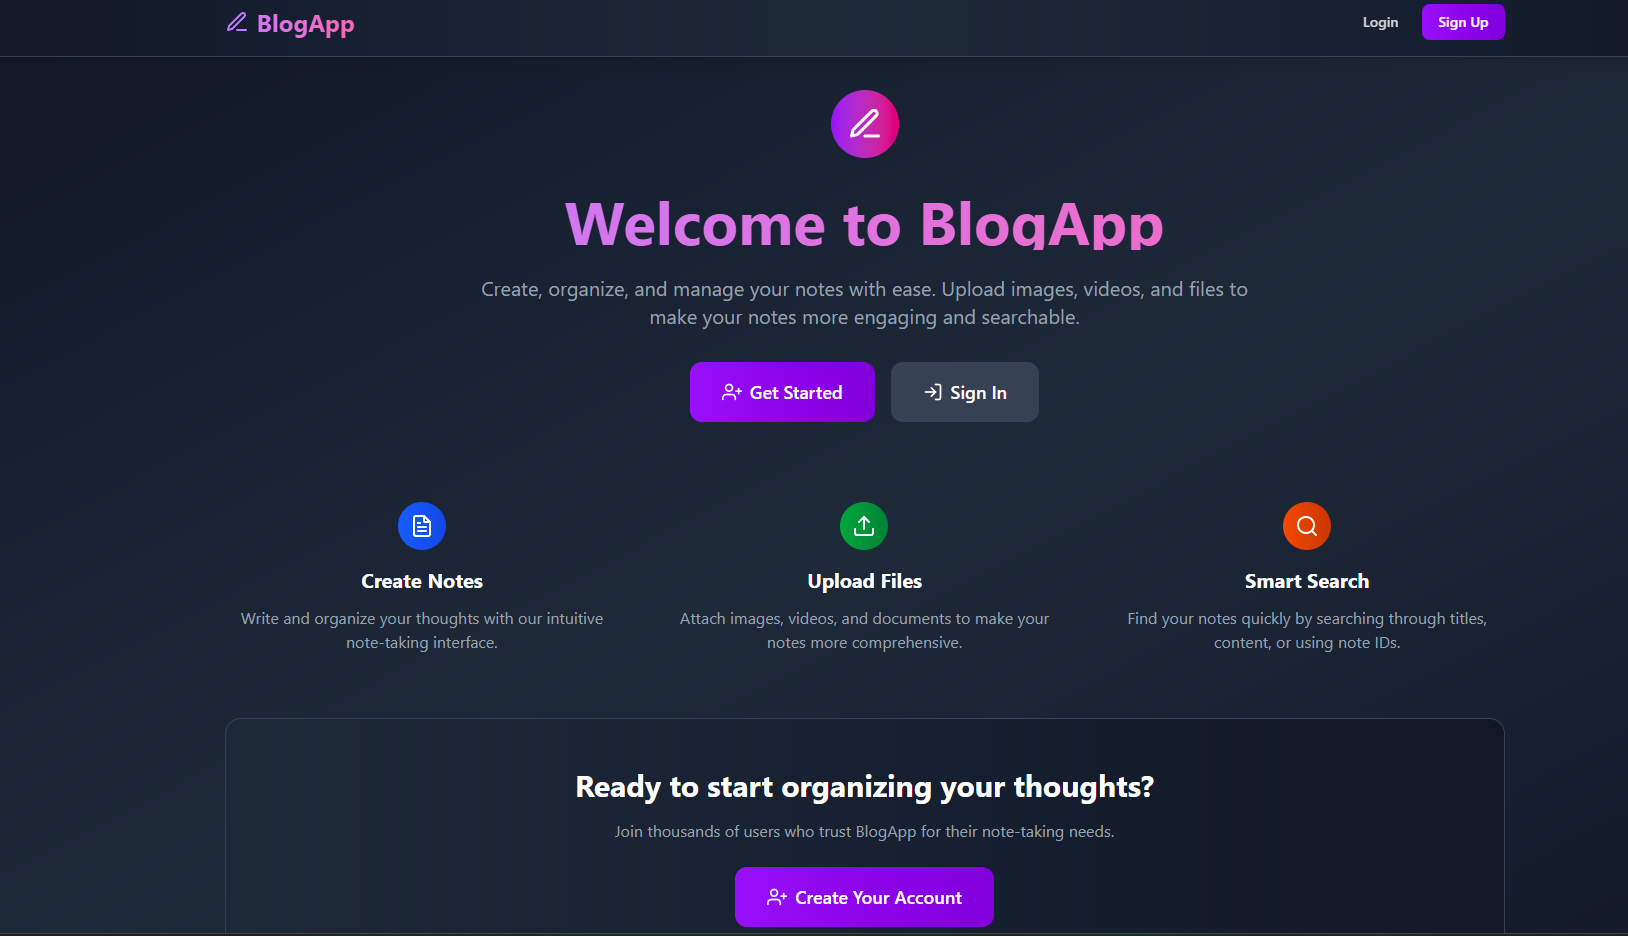 BlogApp
Login
Sign Up
Welcome to BlogApp
Create, organize, and manage your notes with ease. Upload images, videos, and files to
make your notes more engaging and searchable.
Get Started
Sign In
Create Notes
Write and organize your thoughts with our intuitive
note-taking interface.
Upload Files
Attach images, videos, and documents to make your
notes more comprehensive.
Smart Search
Find your notes quickly by searching through titles,
content, or using note IDs.
Ready to start organizing your thoughts?
Join thousands of users who trust BlogApp for their note-taking needs.
Create Your Account